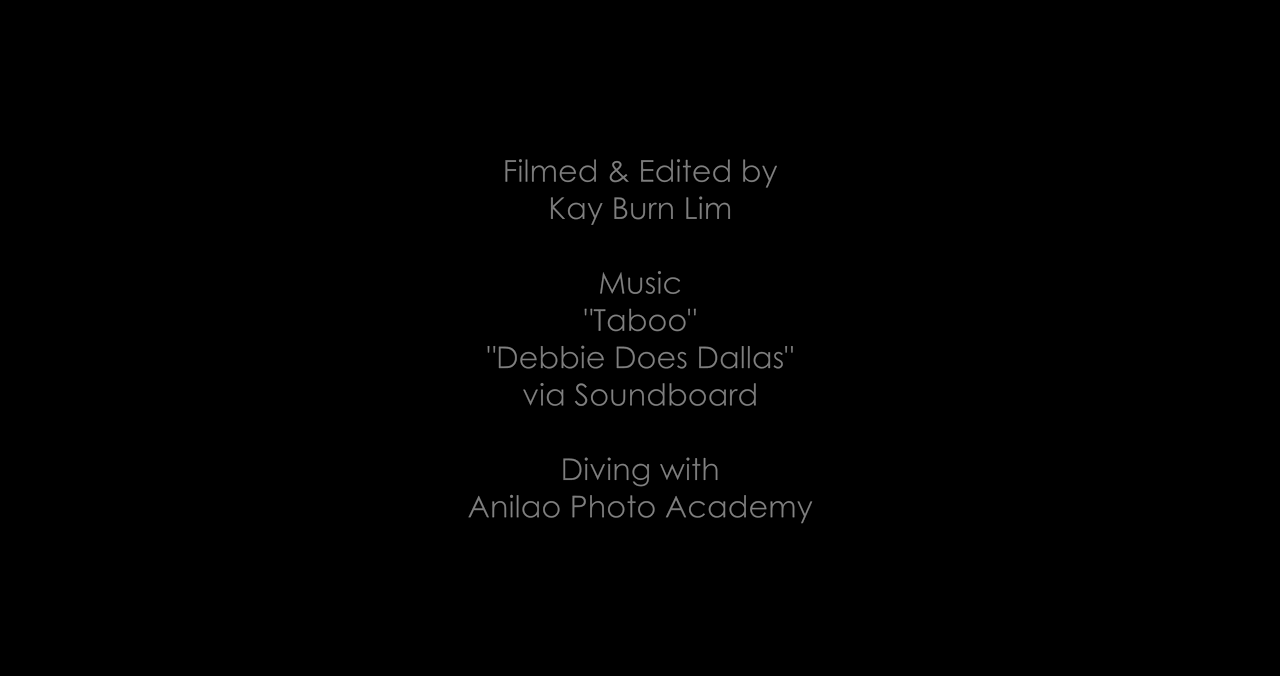 Filmed & Edited by
Kay Burn Lim
Music
"Taboo"
"Debbie Does Dallas"
via Soundboard
Diving with
Anilao Photo Academy